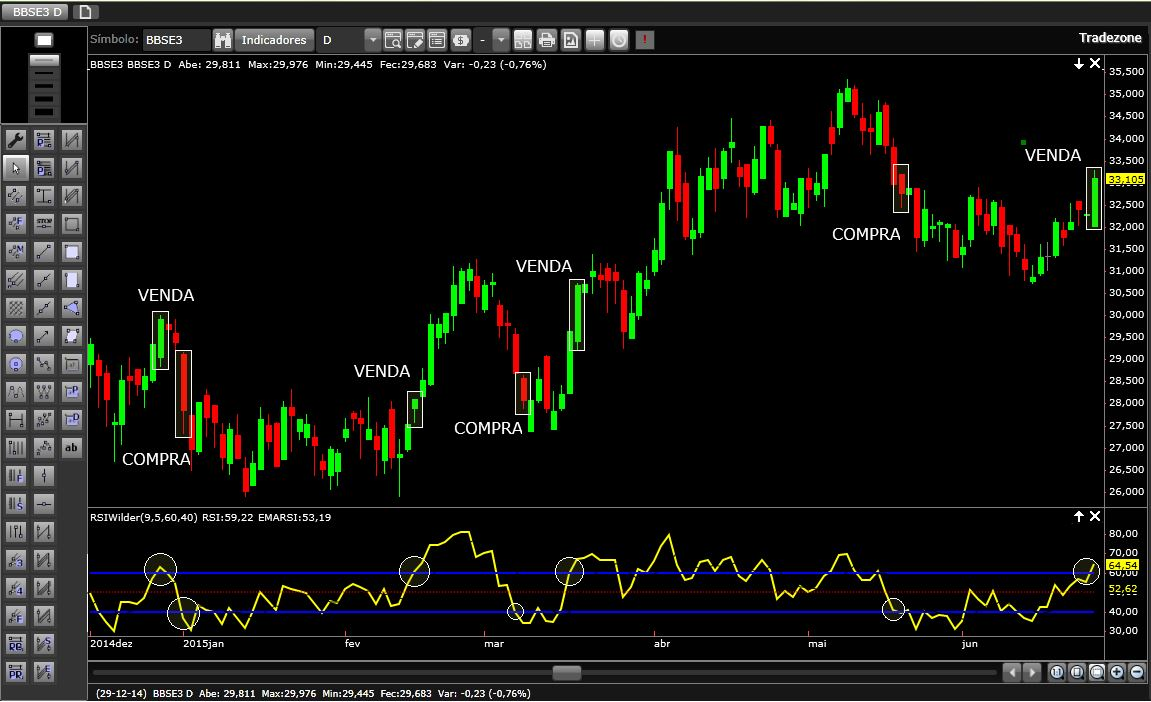 BBSE3 D
Símbolo: BBSE3 Indicadores D $ - ! Tradezone
BBSE3 BBSE3 D Abe: 29,811 Max:29,976 Min:29,445 Fec:29,683 Var: -0,23 (-0,76%)
35,500
35,000
34,500
34,000
33,500
33,105
32,500
32,000
31,500
31,000
30,500
30,000
29,500
29,000
28,500
28,000
27,500
27,000
26,500
26,000
VENDA
COMPRA
VENDA
COMPRA
VENDA
COMPRA
VENDA
STOP
ab
RSIWilder(9,5,60,40) RSI:59,22 EMARSI:53,19
80,00
70,00
64,54
60,00
52,62
40,00
30,00
2014dez 2015jan fev mar abr mai jun
(29-12-14) BBSE3 D Abe: 29,811 Max:29,976 Min:29,445 Fec:29,683 Var: -0,23 (-0,76%)